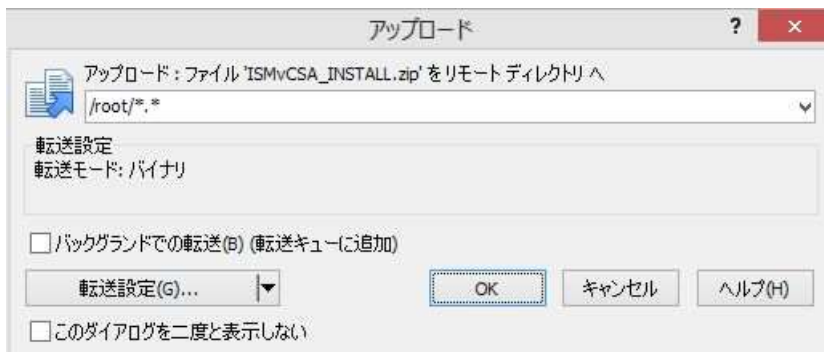 アップロード
?
×
アップロード : ファイル 'ISMvCSA_INSTALL.zip' をリモート ディレクトリ へ
/root/*.*
転送設定
転送モード: バイナリ
バックグランドでの転送(B) (転送キューに追加)
転送設定(G)...
OK
キャンセル
ヘルプ(H)
このダイアログを二度と表示しない